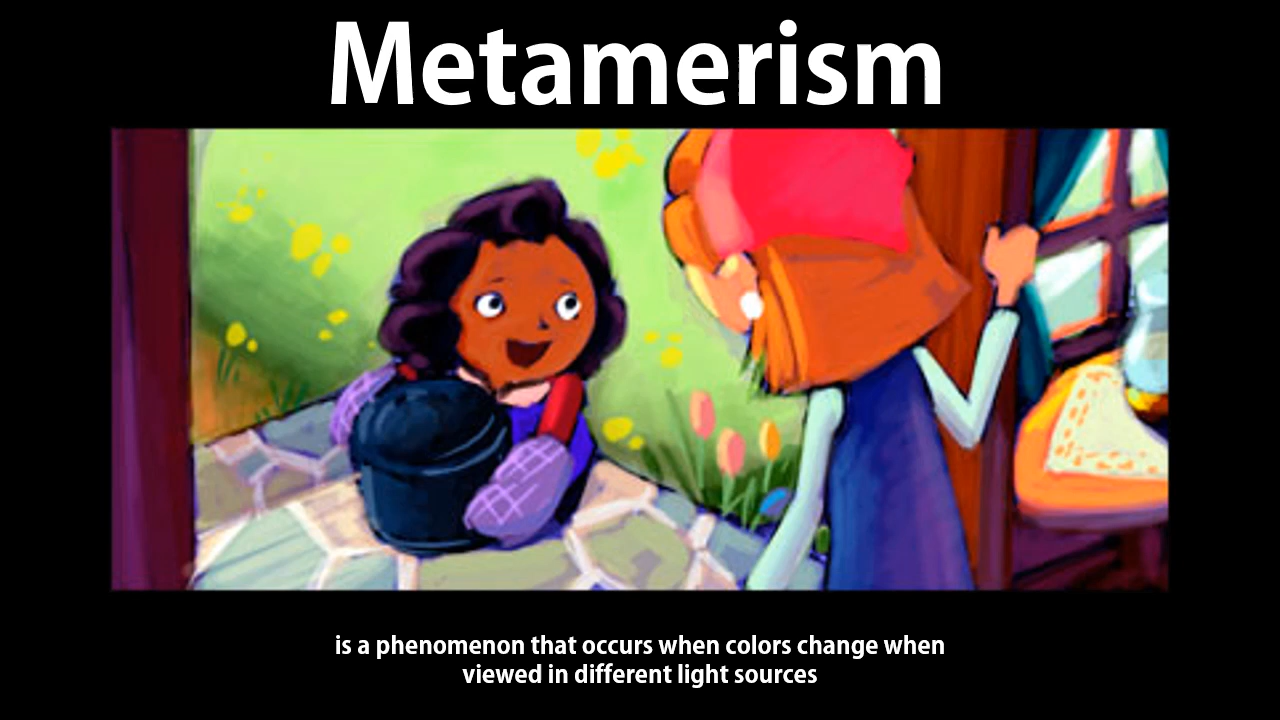 Metamerism
is a phenomenon that occurs when colors change when
viewed in different light sources